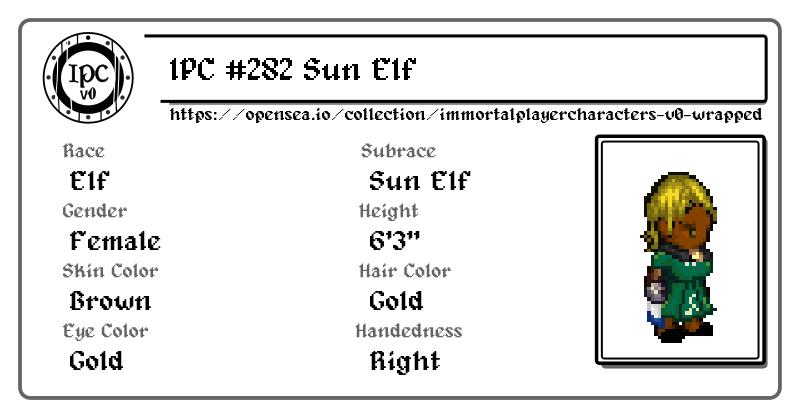 IPC v0
IPC #282 Sun Elf
https://opensea.io/collection/immortalplayercharacters-v0-wrapped
Race
Subrace
Elf
Sun Elf
Gender
Height
Female
6'3"
Skin Color
Hair Color
Brown
Gold
Eye Color
Handedness
Gold
Right